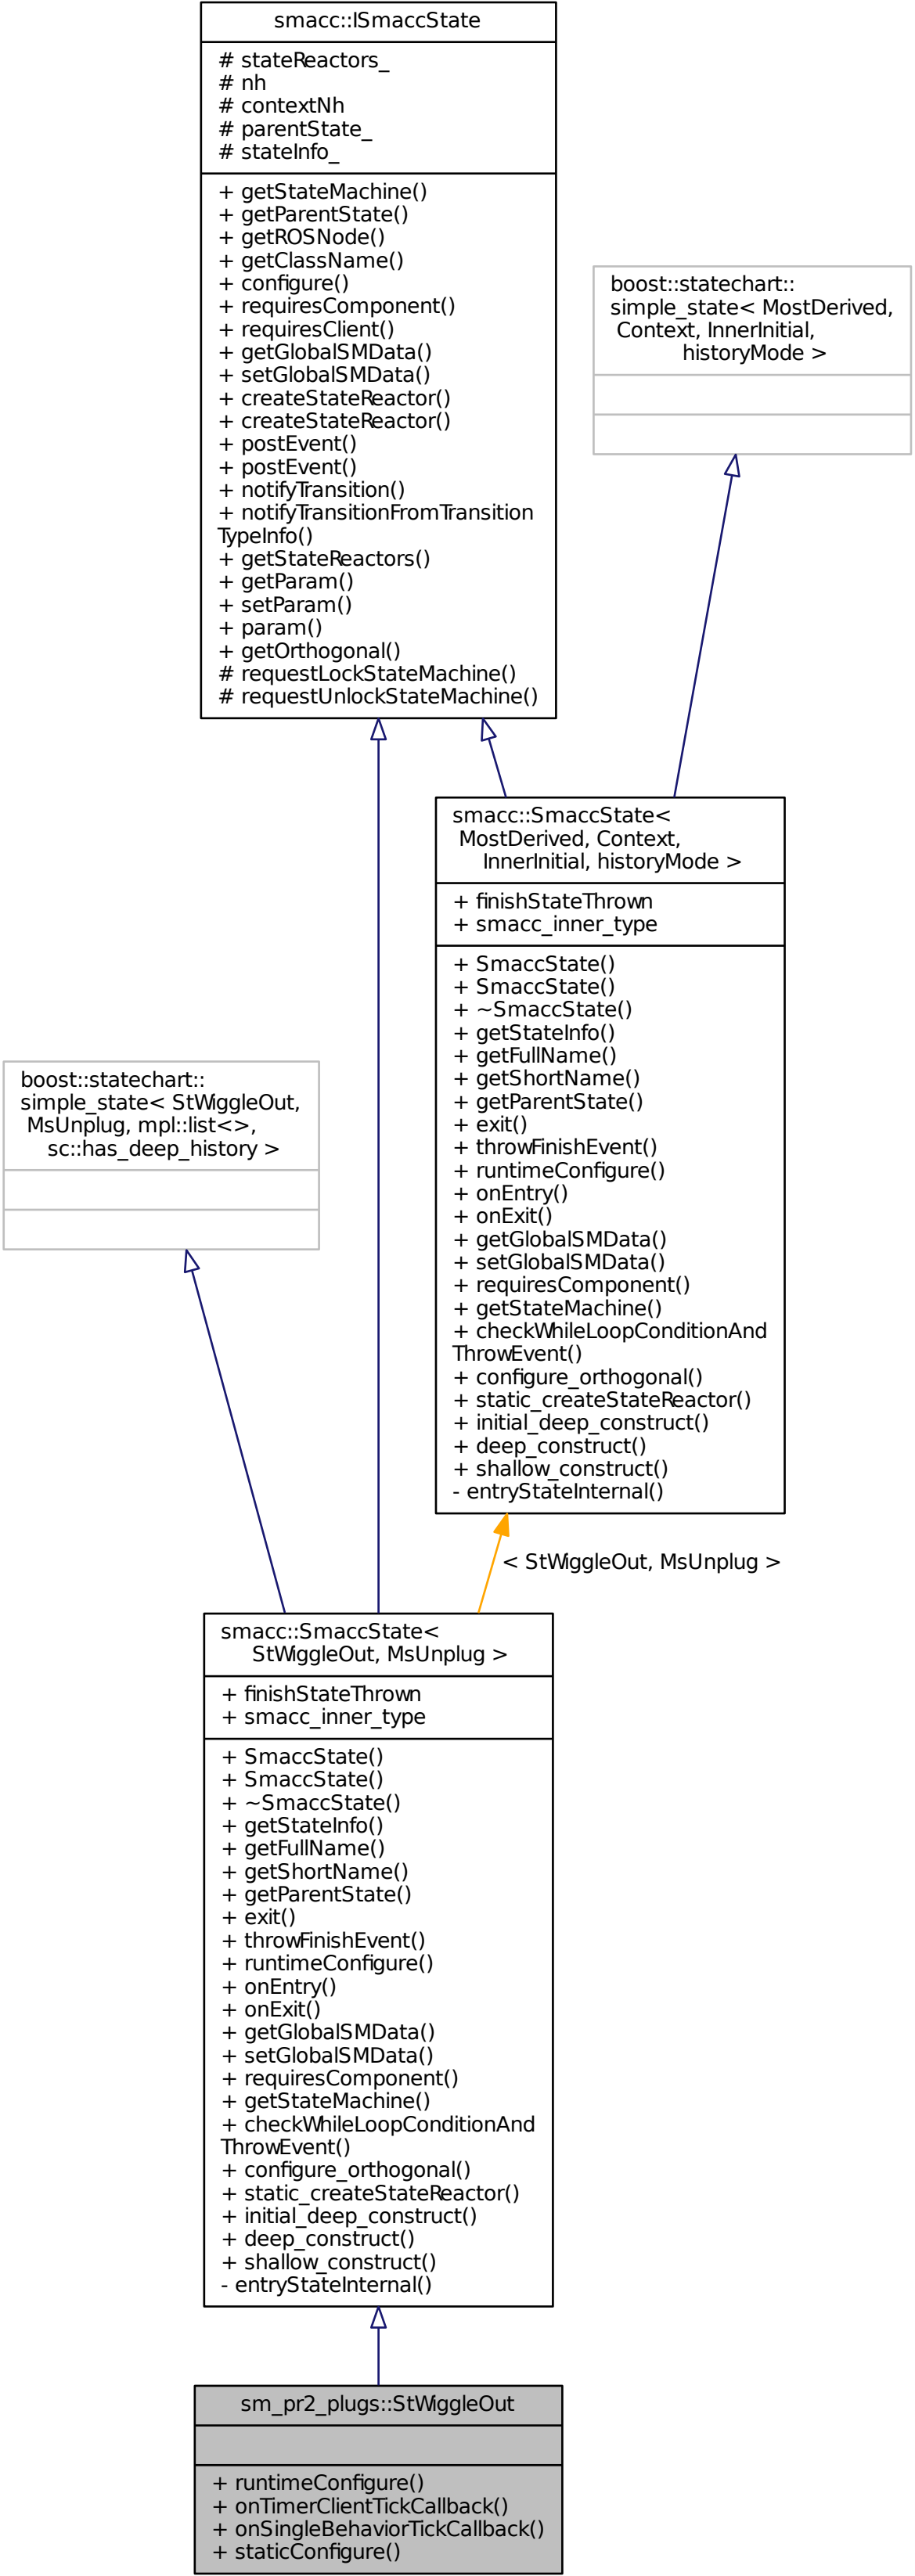 smacc::ISmaccState
# stateReactors_
# nh
# contextNh
# parentState_
# stateInfo_
+ getStateMachine()
+ getParentState()
+ getROSNode()
+ getClassName()
+ configure()
+ requiresComponent()
+ requiresClient()
+ getGlobalSMData()
+ setGlobalSMData()
+ createStateReactor()
+ createStateReactor()
+ postEvent()
+ postEvent()
+ notifyTransition()
+ notifyTransitionFromTransition
TypeInfo()
+ getStateReactors()
+ getParam()
+ setParam()
+ param()
+ getOrthogonal()
# requestLockStateMachine()
# requestUnlockStateMachine()
boost::statechart::
simple_state< MostDerived,
Context, InnerInitial,
historyMode >
smacc::SmaccState<
MostDerived, Context,
InnerInitial, historyMode >
+ finishStateThrown
+ smacc_inner_type
+ SmaccState()
+ SmaccState()
+ ~SmaccState()
+ getStateInfo()
+ getFullName()
+ getShortName()
+ getParentState()
+ exit()
+ throwFinishEvent()
+ runtimeConfigure()
+ onEntry()
+ onExit()
+ getGlobalSMData()
+ setGlobalSMData()
+ requiresComponent()
+ getStateMachine()
+ checkWhileLoopConditionAnd
ThrowEvent()
+ configure_orthogonal()
+ static_createStateReactor()
+ initial_deep_construct()
+ deep_construct()
+ shallow_construct()
- entryStateInternal()
boost::statechart::
simple_state< StWiggleOut,
MsUnplug, mpl::list<>,
sc::has_deep_history >
< StWiggleOut, MsUnplug >
smacc::SmaccState<
StWiggleOut, MsUnplug >
+ finishStateThrown
+ smacc_inner_type
+ SmaccState()
+ SmaccState()
+ ~SmaccState()
+ getStateInfo()
+ getFullName()
+ getShortName()
+ getParentState()
+ exit()
+ throwFinishEvent()
+ runtimeConfigure()
+ onEntry()
+ onExit()
+ getGlobalSMData()
+ setGlobalSMData()
+ requiresComponent()
+ getStateMachine()
+ checkWhileLoopConditionAnd
ThrowEvent()
+ configure_orthogonal()
+ static_createStateReactor()
+ initial_deep_construct()
+ deep_construct()
+ shallow_construct()
- entryStateInternal()
sm_pr2_plugs::StWiggleOut
+ runtimeConfigure()
+ onTimerClientTickCallback()
+ onSingleBehaviorTickCallback()
+ staticConfigure()